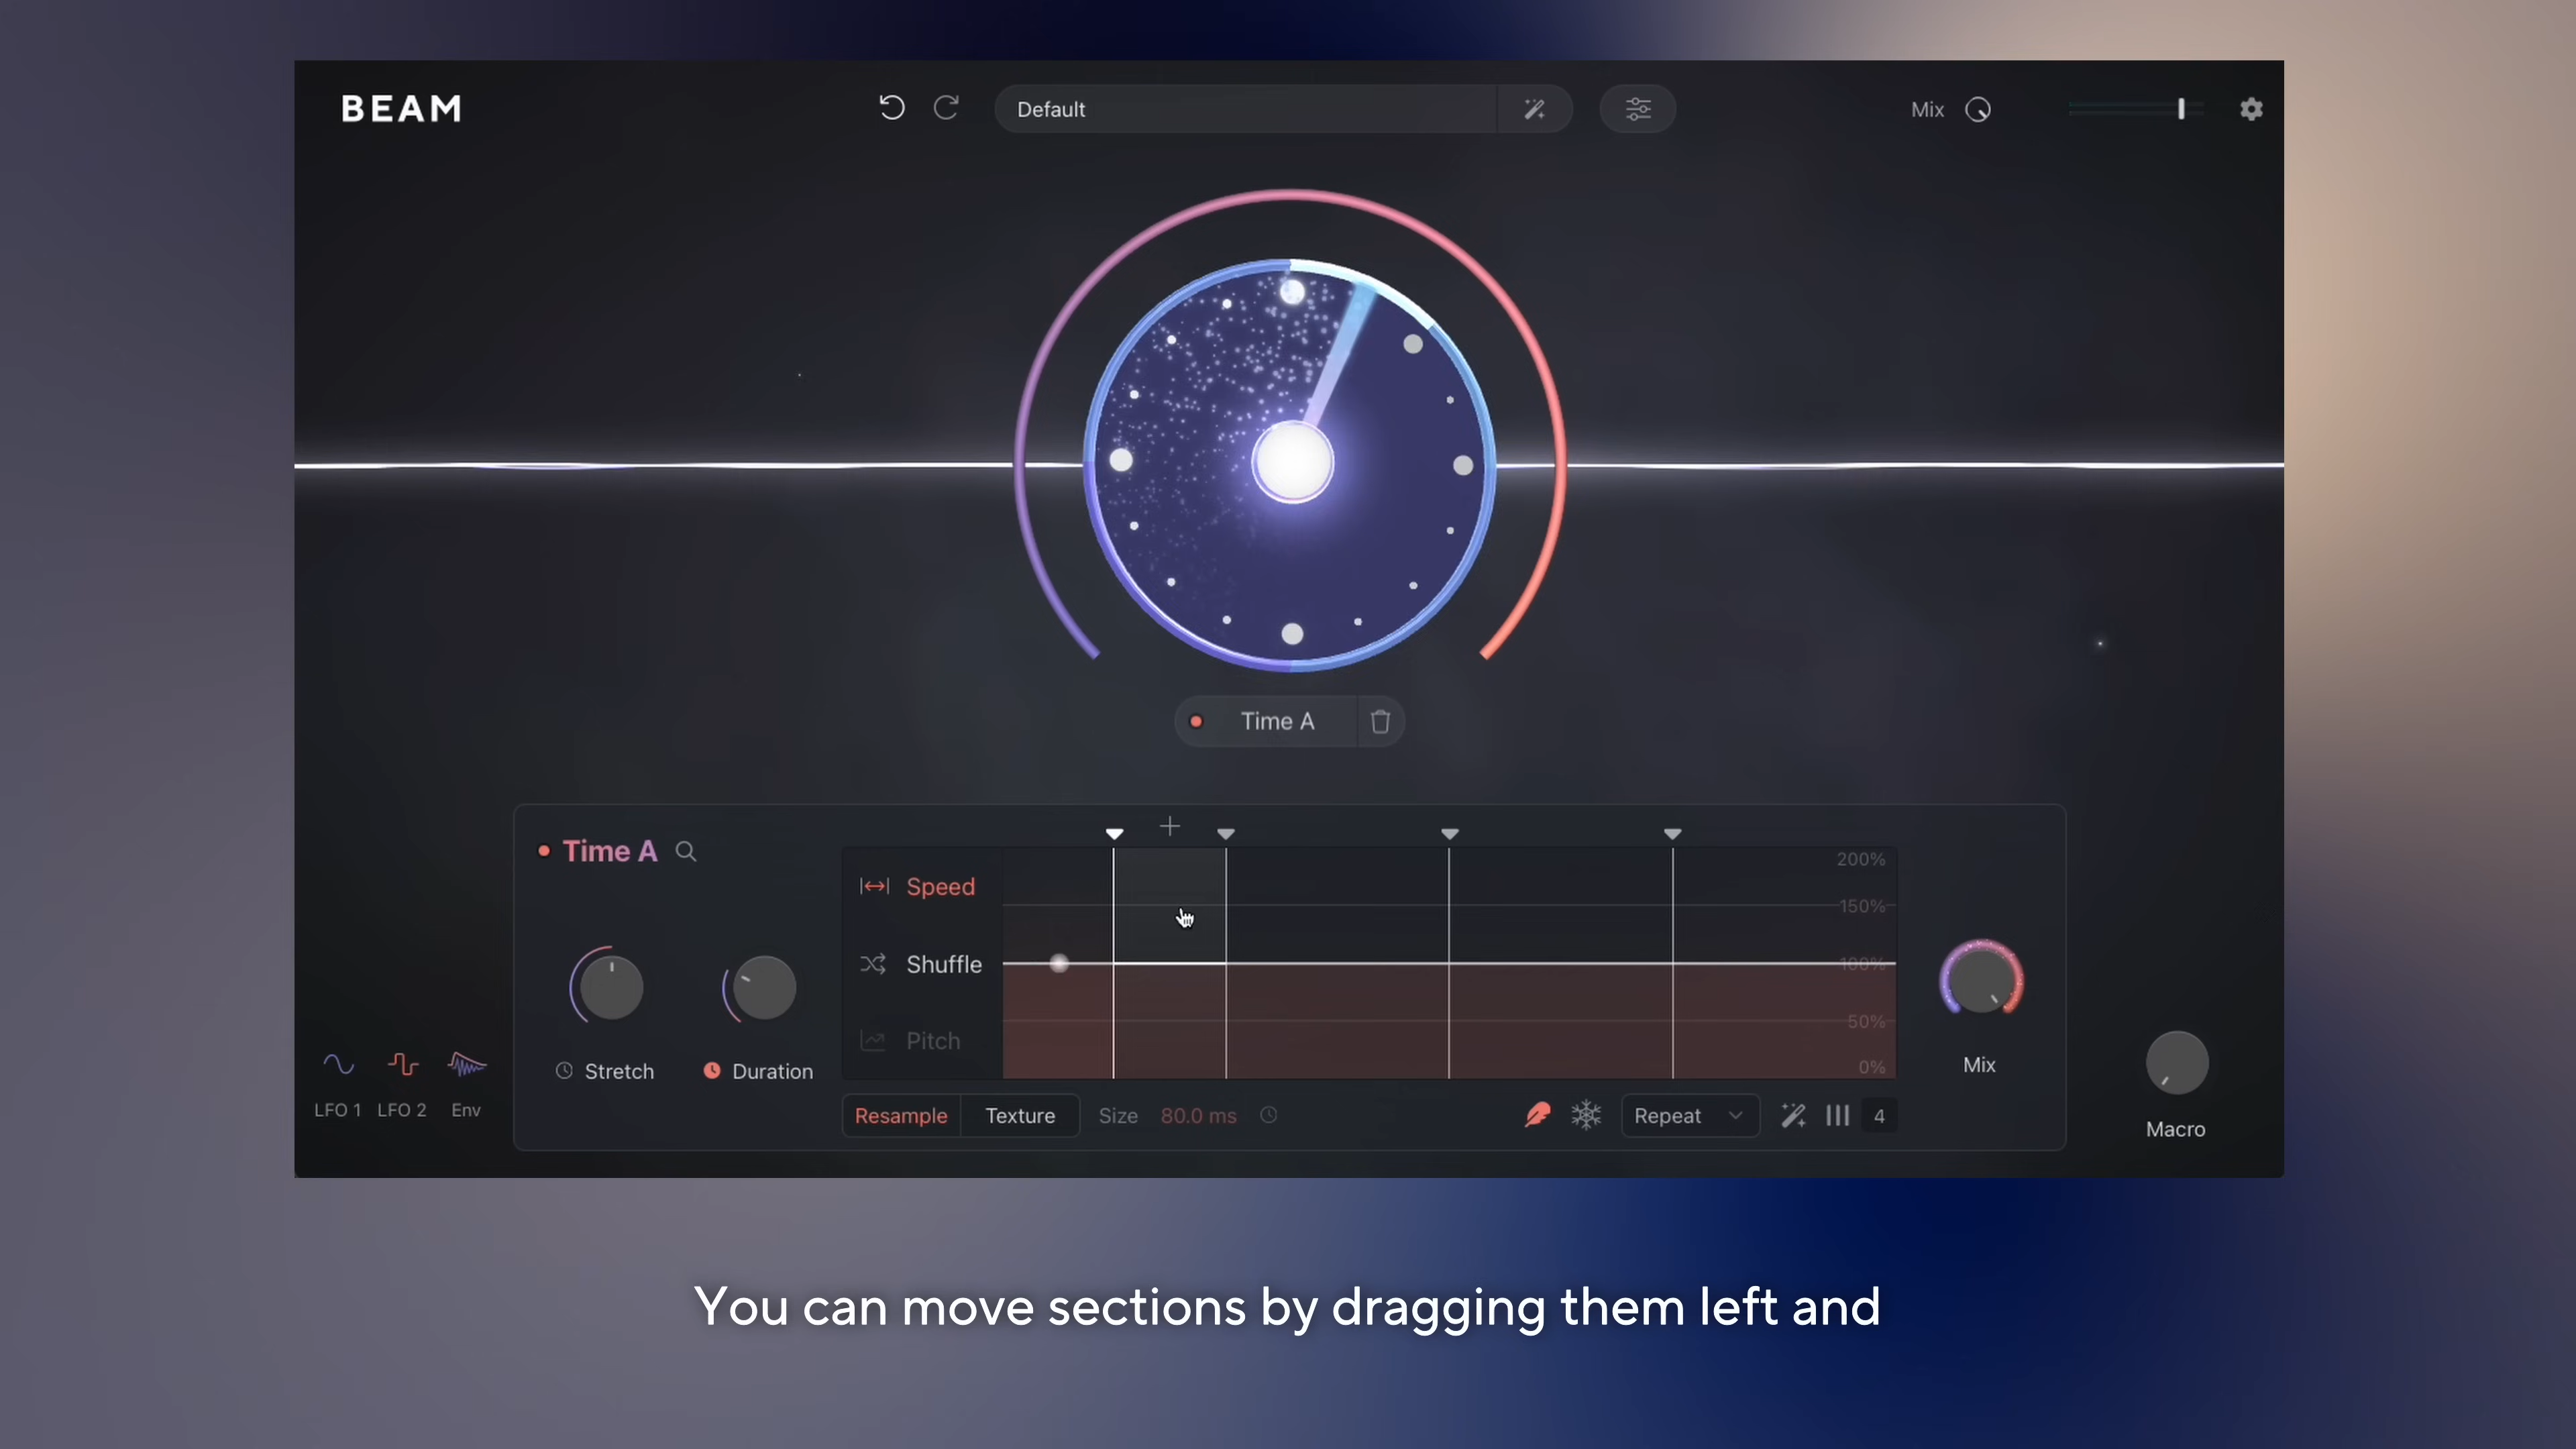 BEAM
Default
Mix
Time A
Time A
Speed
Shuffle
Pitch
200%
150%
100%
50%
0%
Stretch
Duration
Mix
LFO 1
LFO 2
Env
Resample
Texture
Size
80.0 ms
Repeat
4
Macro
You can move sections by dragging them left and